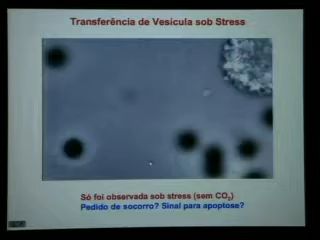 Transferência de Vesícula sob Stress
Só foi observada sob stress (sem CO₂)
Pedido de socorro? Sinal para apoptose?